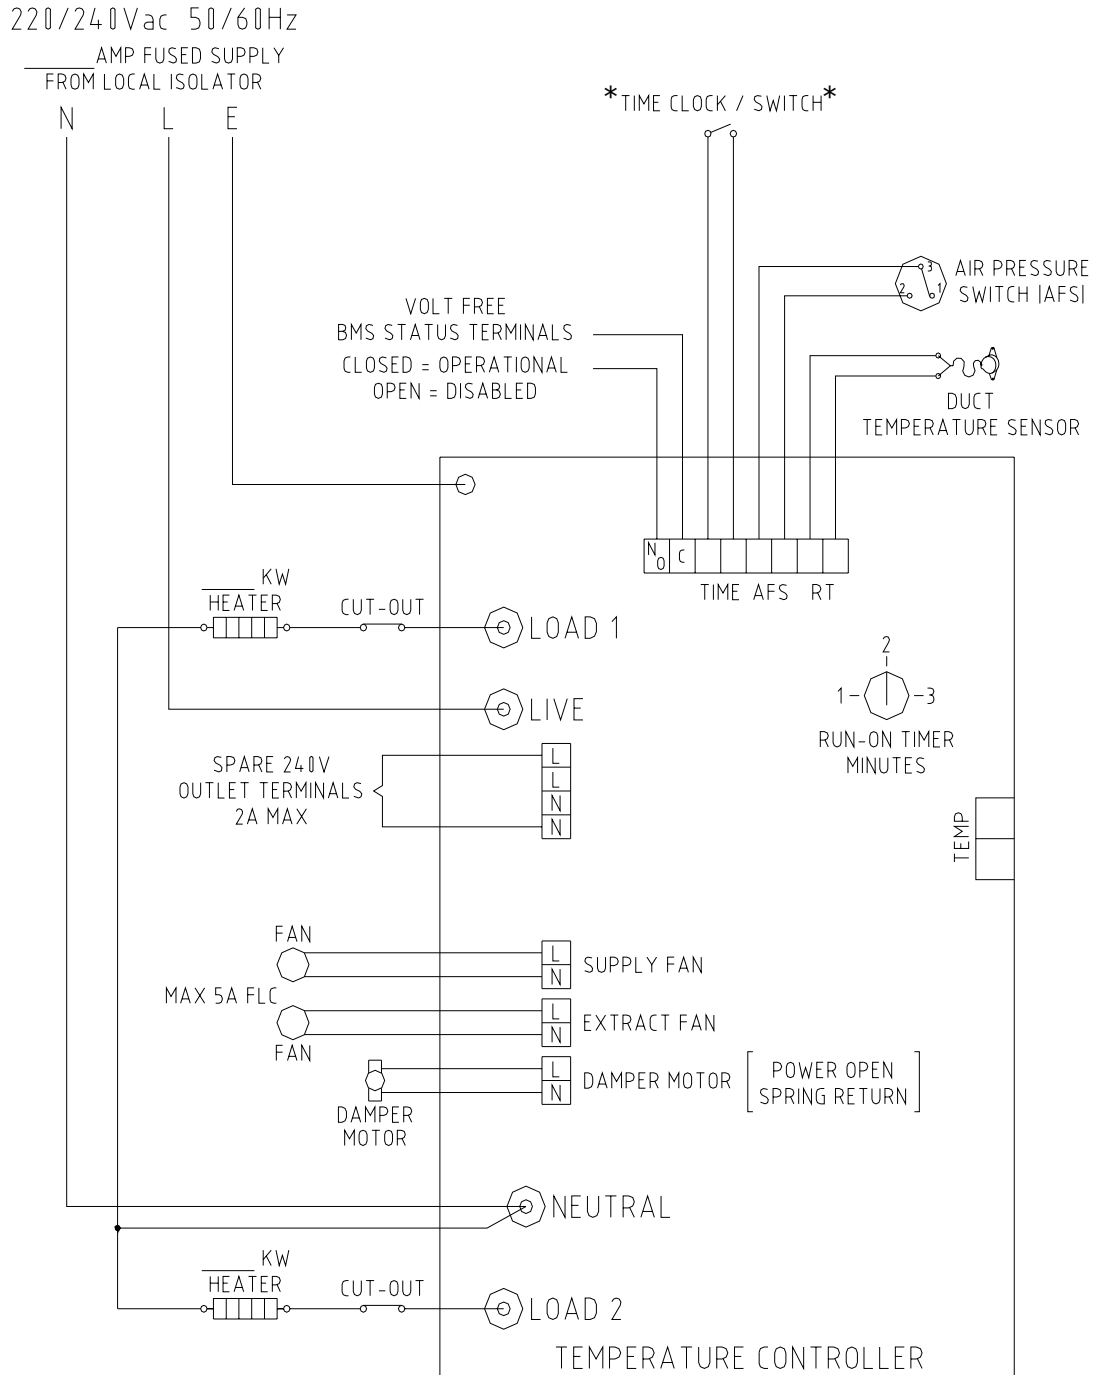 220/240Vac 50/60Hz
AMP FUSED SUPPLY
FROM LOCAL ISOLATOR
N L E
*TIME CLOCK / SWITCH*
3
2 1
AIR PRESSURE
SWITCH |AFS|
VOLT FREE
BMS STATUS TERMINALS
CLOSED = OPERATIONAL
OPEN = DISABLED
DUCT
TEMPERATURE SENSOR
NO C
TIME AFS RT
KW
HEATER
CUT-OUT
LOAD 1
2
1 3
RUN-ON TIMER
MINUTES
LIVE
SPARE 240V
OUTLET TERMINALS
2A MAX
L
L
N
N
TEMP
FAN
L
N
SUPPLY FAN
MAX 5A FLC
FAN
L
N
EXTRACT FAN
DAMPER
MOTOR
L
N
DAMPER MOTOR
POWER OPEN
SPRING RETURN
NEUTRAL
KW
HEATER
CUT-OUT
LOAD 2
TEMPERATURE CONTROLLER